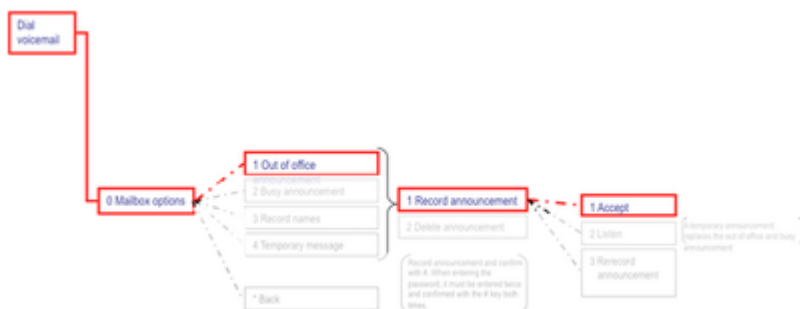 Dial
voicemail
0 Mailbox options
1 Out of office
announcement
2 Busy announcement
3 Record names
4 Temporary message
* Back
1 Record announcement
2 Delete announcement
Record announcement and confirm
with #. When entering the
password, it must be entered twice
and confirmed with the # key both
times.
1 Accept
2 Listen
3 Rerecord
announcement
A temporary announcement
replaces the out of office and busy
announcement